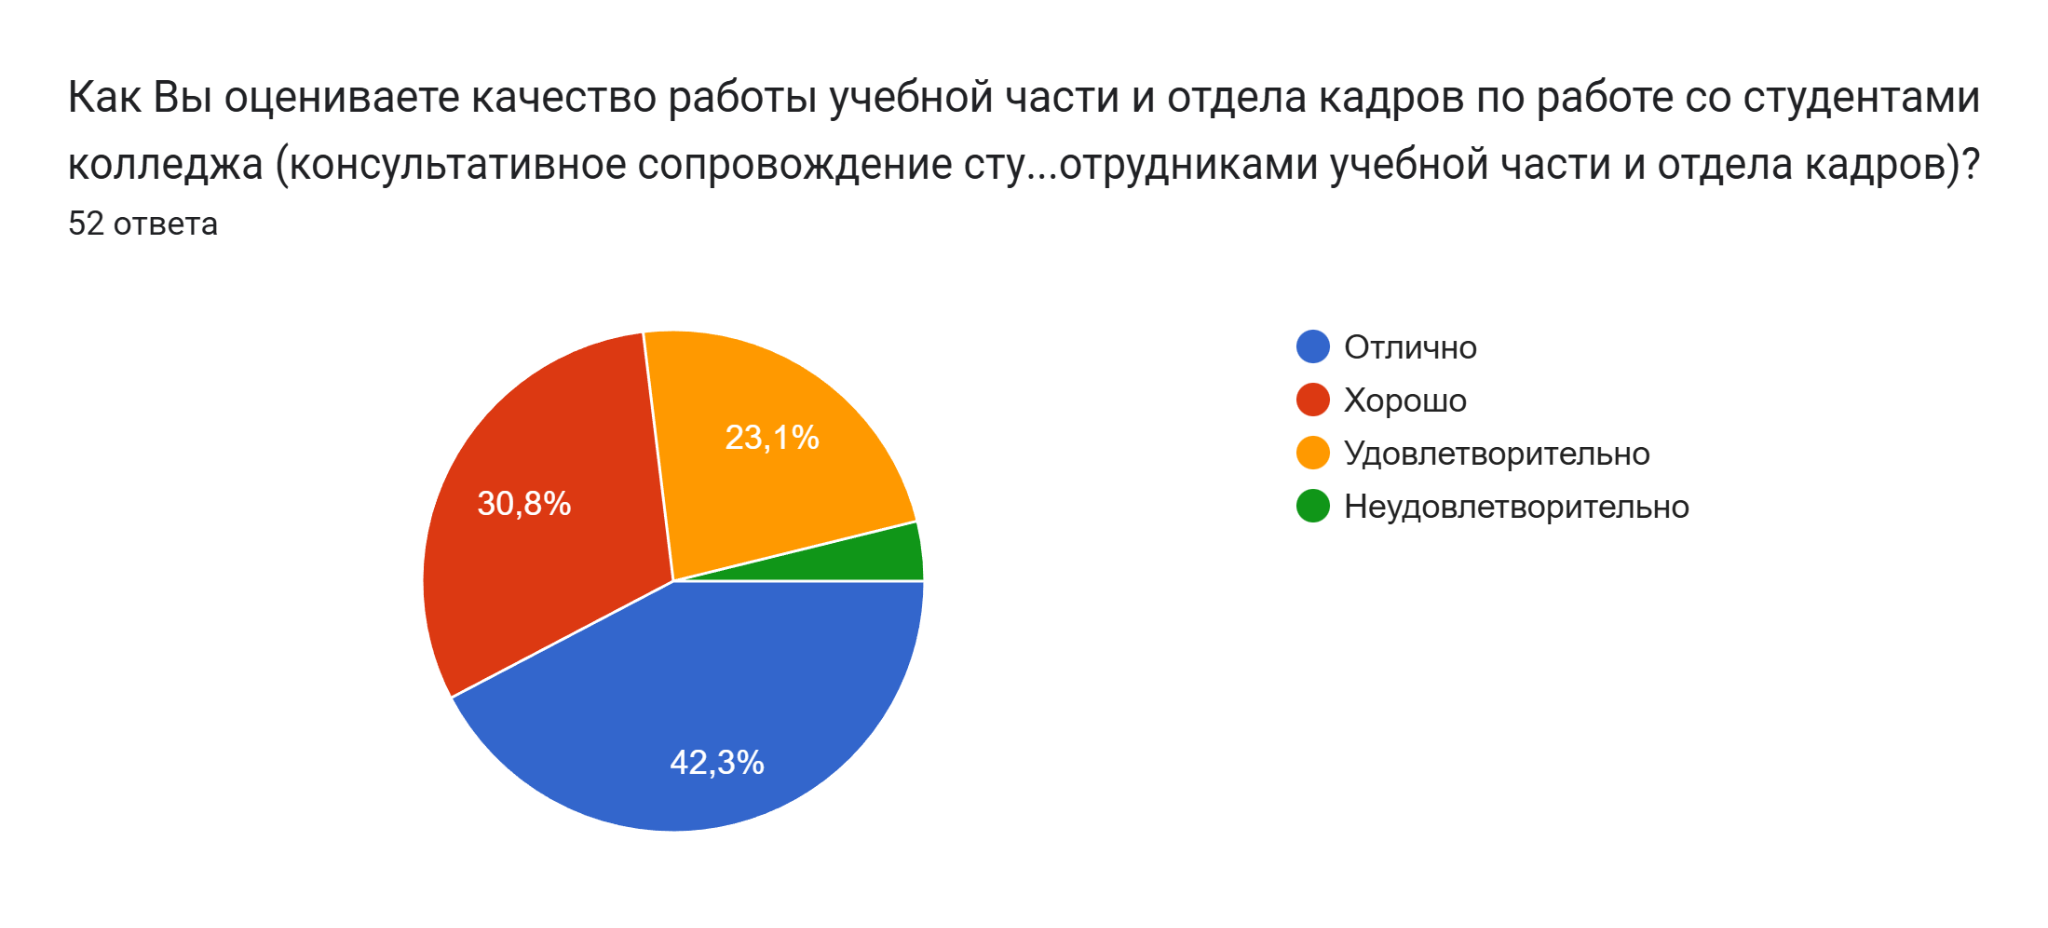 Как Вы оцениваете качество работы учебной части и отдела кадров по работе со студентами
колледжа (консультативное сопровождение сту...отрудниками учебной части и отдела кадров)?
52 ответа
Отлично
Хорошо
Удовлетворительно
Неудовлетворительно
23,1%
30,8%
42,3%